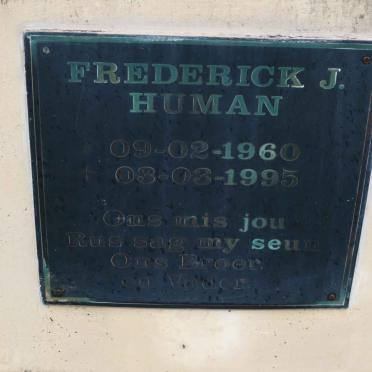 FREDERICK J.
HUMAN
* 09-02-1960
† 03-03-1995
Ons mis jou
Rus sag my seun
Ons Broer
en Vader